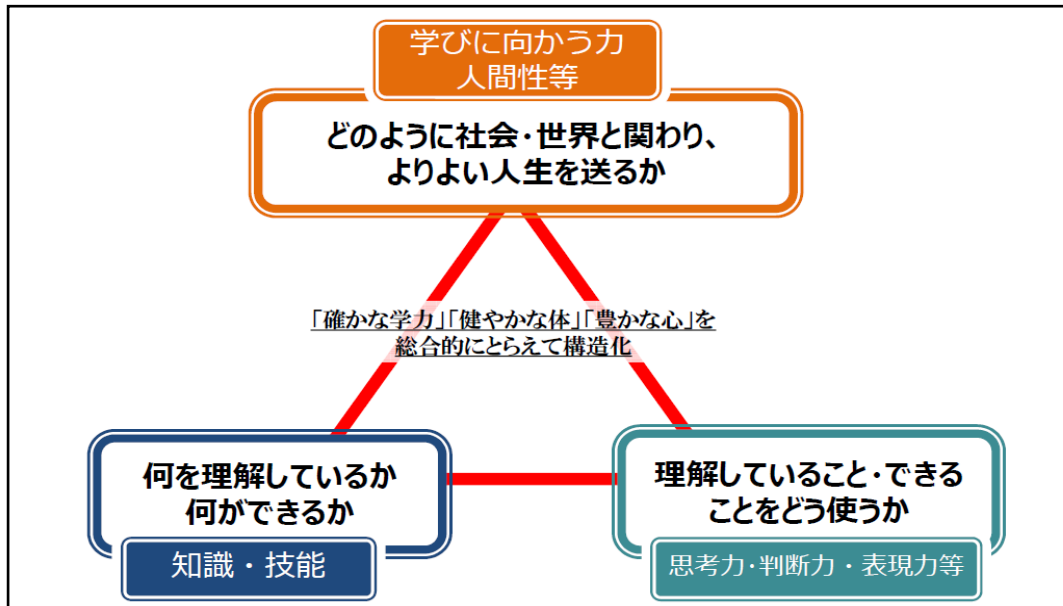 学びに向かう力
人間性等
どのように社会・世界と関わり、
よりよい人生を送るか
「確かな学力」「健やかな体」「豊かな心」を
総合的にとらえて構造化
何を理解しているか
何ができるか
知識・技能
理解していること・できる
ことをどう使うか
思考力・判断力・表現力等